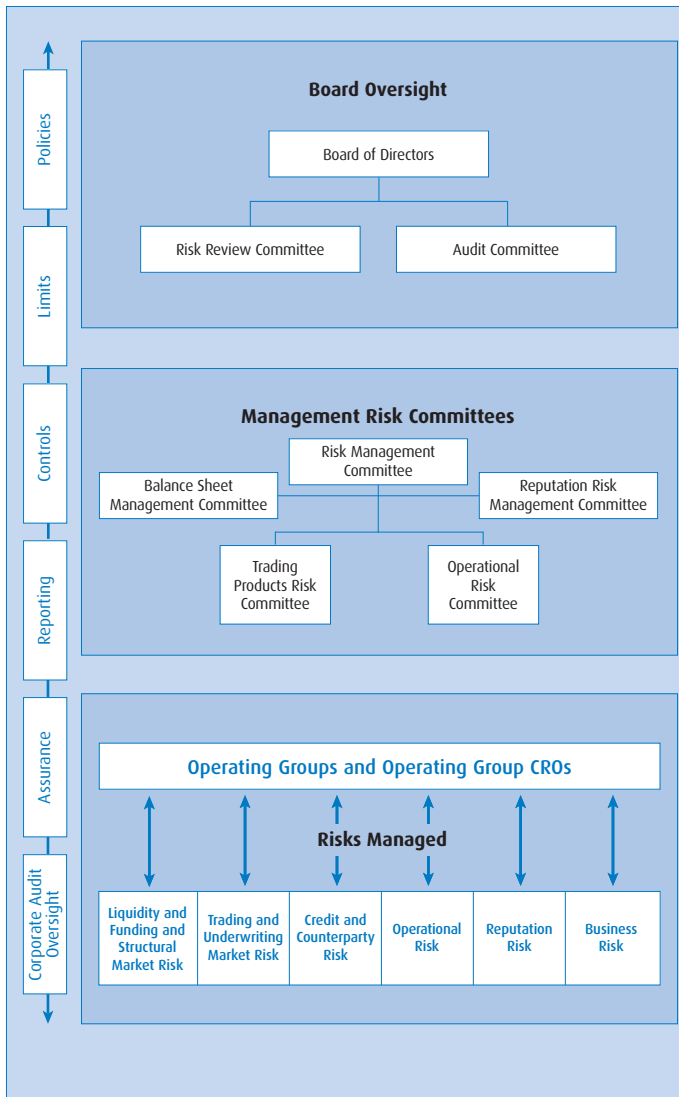 Policies
Limits
Controls
Reporting
Assurance
Corporate Audit
Oversight
Board Oversight
Board of Directors
Risk Review Committee
Audit Committee
Management Risk Committees
Risk Management
Committee
Balance Sheet
Management Committee
Reputation Risk
Management Committee
Trading
Products Risk
Committee
Operational
Risk
Committee
Operating Groups and Operating Group CROs
Risks Managed
Liquidity and
Funding and
Structural
Market Risk
Trading and
Underwriting
Market Risk
Credit and
Counterparty
Risk
Operational
Risk
Reputation
Risk
Business
Risk